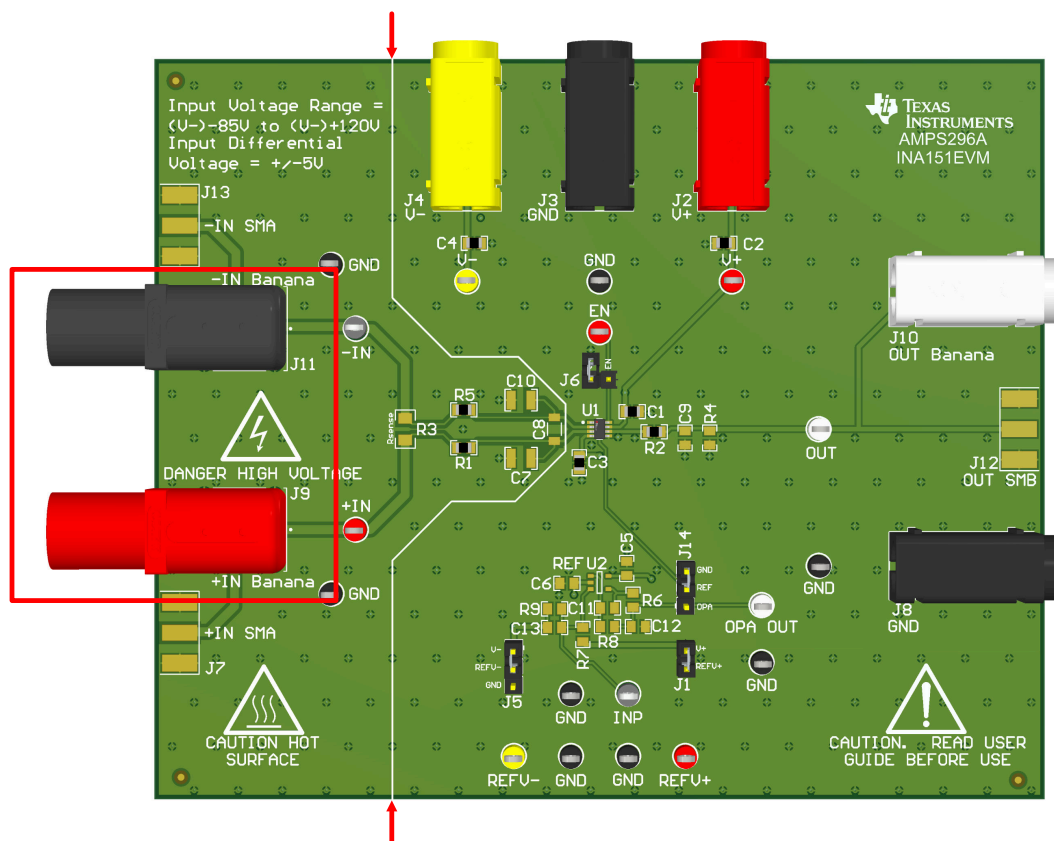 Input Voltage Range =
(V-)-85V to (V-)+120V
Input Differential
Voltage = +/-5V
TEXAS
INSTRUMENTS
AMPS296A
INA151EVM
J13
-IN SMA
J4
V-
J3
GND
J2
V+
C4
C2
V-
GND
V+
GND
-IN Banana
EN
-IN
J11
J10
OUT Banana
J6
EN
C10
R5
U1
C1
C9
R4
Rsense
R3
C8
R2
OUT
R1
C7
C3
J12
OUT SMB
DANGER HIGH VOLTAGE
J9
+IN
+IN Banana
GND
REF U2
C5
J14
GND
REF
OPA
C6
R6
GND
R9
C11
OPA OUT
J8
GND
C13
R8
C12
R7
+IN SMA
J7
V-
REFV-
GND
J5
V+
REFV+
J1
GND
GND
INP
CAUTION HOT
SURFACE
CAUTION. READ USER
GUIDE BEFORE USE
REFV-
GND
GND
REFV+